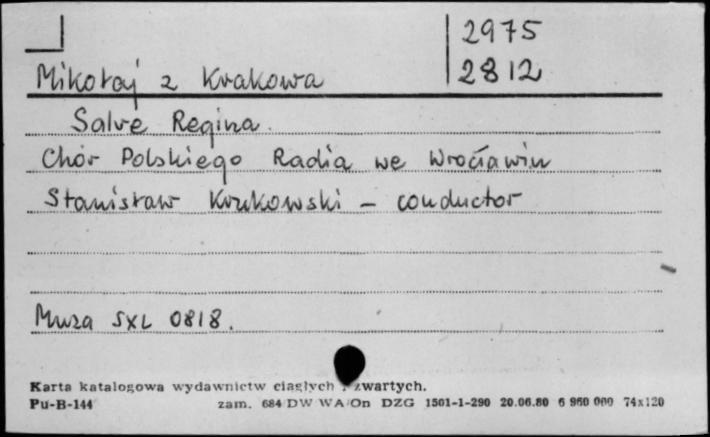 2975
2812
Mikołaj z Krakowa
Salve Regina.
Chór Polskiego Radia we Wrocławiu
Stanisław Krukowski – conductor
Muza SXL 0818.
Karta katalogowa wydawnictw ciągłych i zwartych.
Pu-B-144 zam. 684 DW WA/On DZG 1501-1-290 20.06.80 6 960 000 74x120